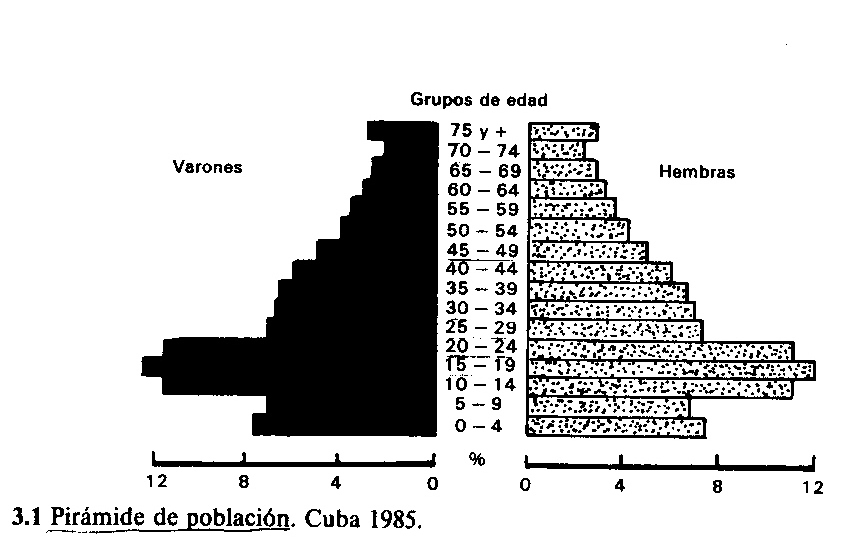 Grupos de edad
Varones
Hembras
75 y +
70 – 74
65 – 69
60 – 64
55 – 59
50 – 54
45 – 49
40 – 44
35 – 39
30 – 34
25 – 29
20 – 24
15 – 19
10 – 14
5 – 9
0 – 4
12 8 4 0 % 0 4 8 12
3.1 Pirámide de población. Cuba 1985.